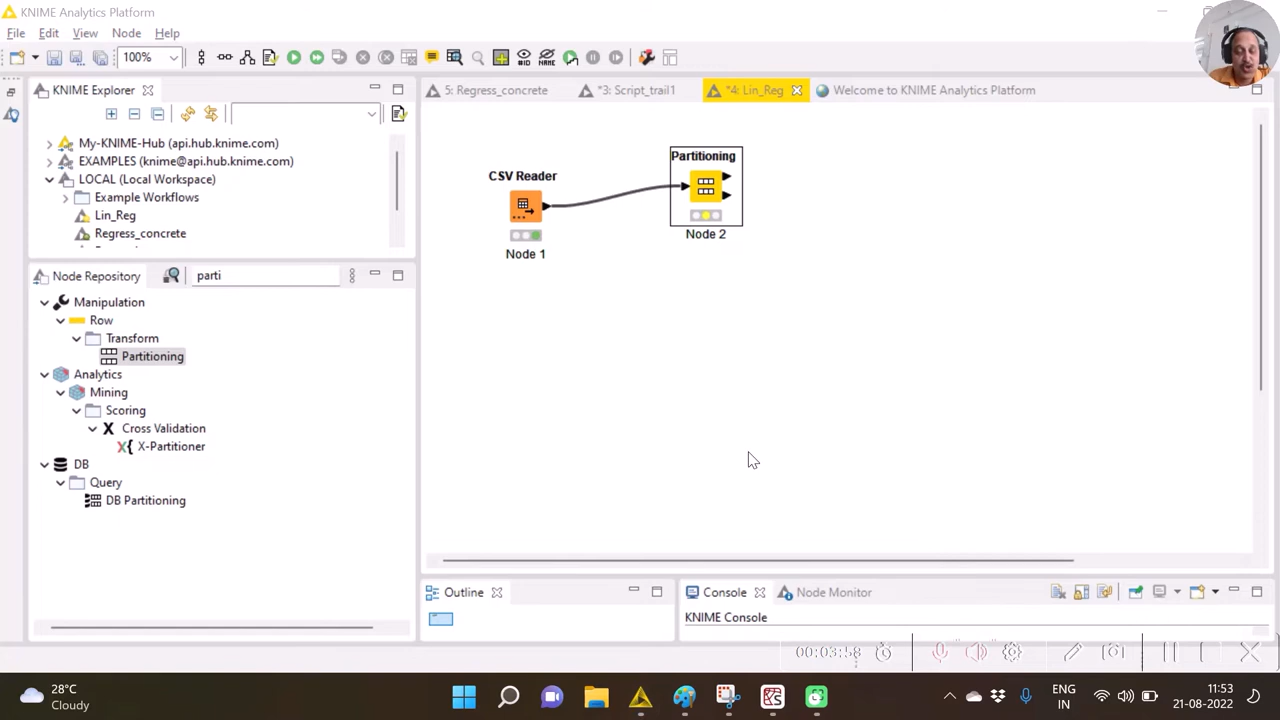 KNIME Analytics Platform
File Edit View Node Help
100%
KNIME Explorer
5: Regress_concrete
*3: Script_trail1
*4: Lin_Reg
Welcome to KNIME Analytics Platform
My-KNIME-Hub (api.hub.knime.com)
EXAMPLES (knime@api.hub.knime.com)
LOCAL (Local Workspace)
Example Workflows
Lin_Reg
Regress_concrete
CSV Reader
Node 1
Partitioning
Node 2
Node Repository
parti
Manipulation
Row
Transform
Partitioning
Analytics
Mining
Scoring
Cross Validation
X-Partitioner
DB
Query
DB Partitioning
Outline
Console
Node Monitor
KNIME Console
00:03:58
28°C
Cloudy
ENG
IN
11:53
21-08-2022